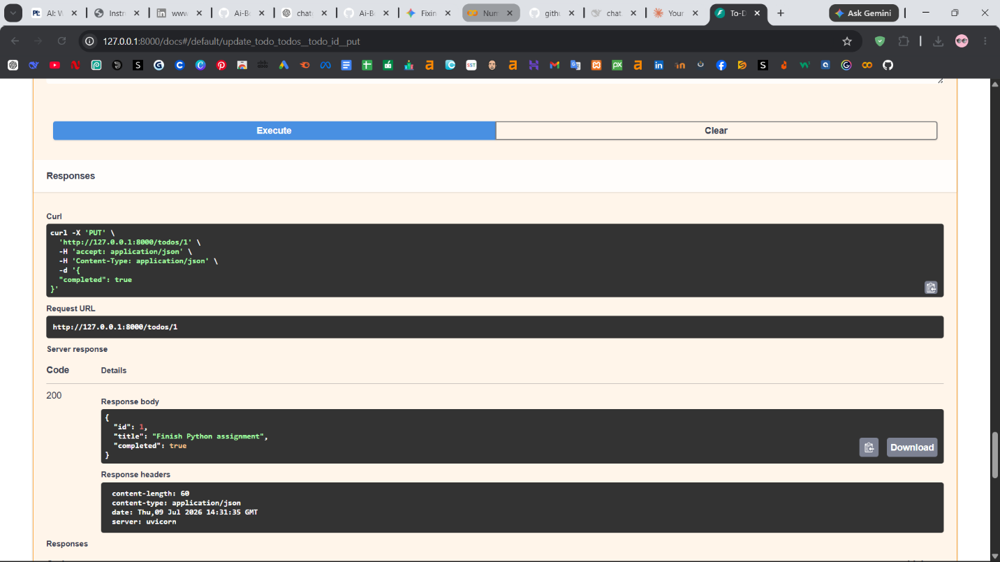 AI: W
Instr
www
Ai-B
chat
Ai-B
Fixin
Num
githu
chat
Your
To-D
Ask Gemini
127.0.0.1:8000/docs#/default/update_todo_todos__todo_id__put
Execute
Clear
Responses
Curl
curl -X 'PUT' \
'http://127.0.0.1:8000/todos/1' \
-H 'accept: application/json' \
-H 'Content-Type: application/json' \
-d '{
"completed": true
}'
Request URL
http://127.0.0.1:8000/todos/1
Server response
Code Details
200
Response body
{
"id": 1,
"title": "Finish Python assignment",
"completed": true
}
Download
Response headers
content-length: 60
content-type: application/json
date: Thu,09 Jul 2026 14:31:35 GMT
server: uvicorn
Responses